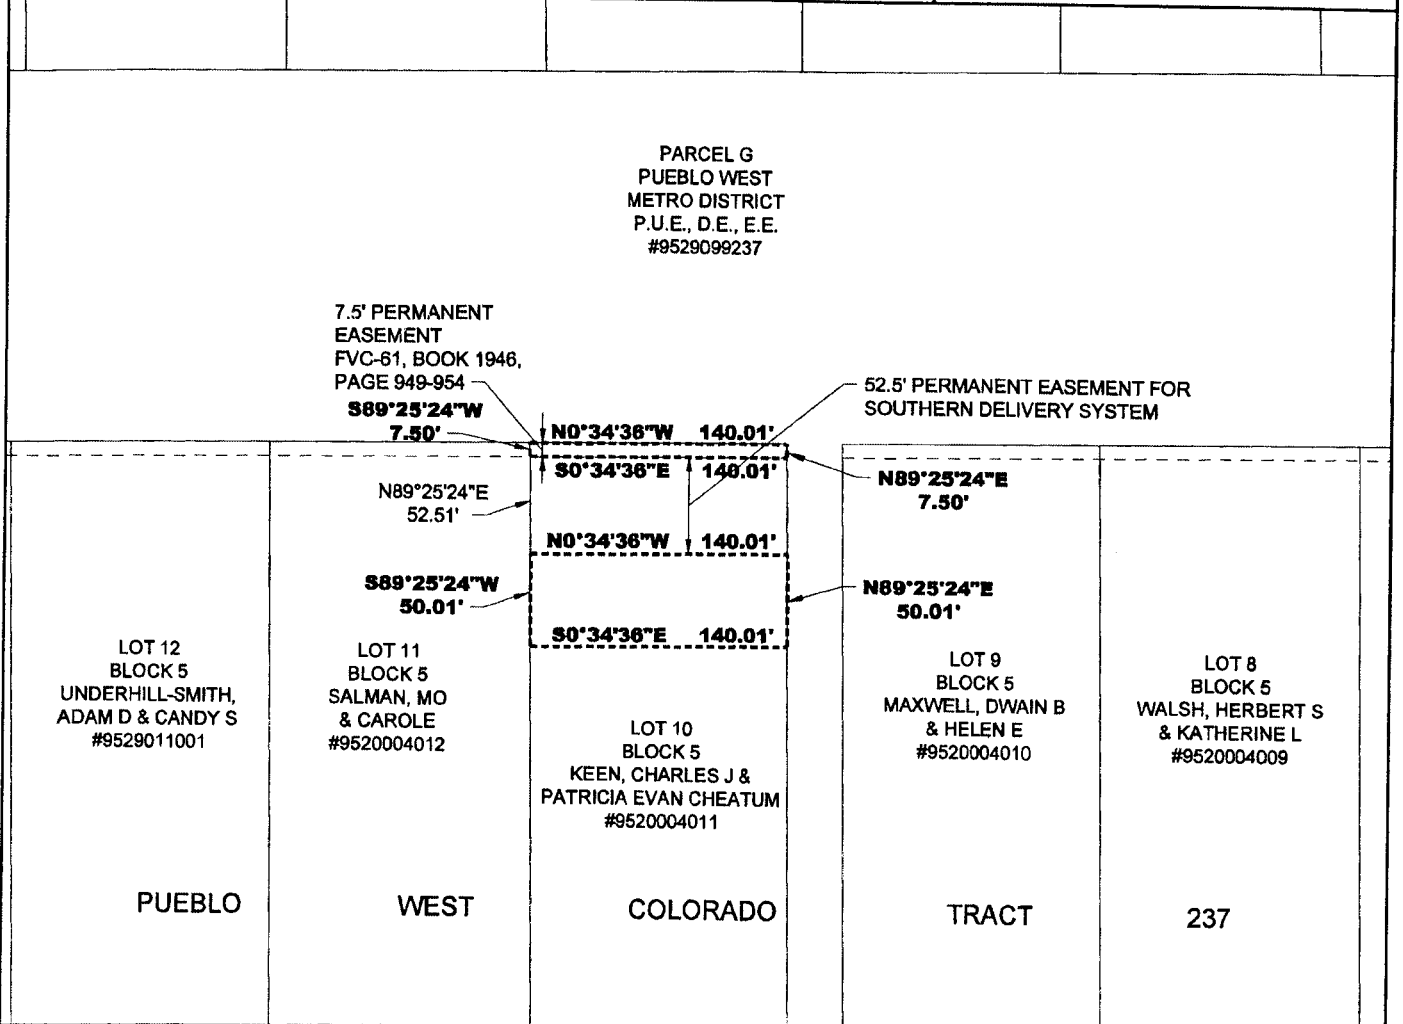 PARCEL G
PUEBLO WEST
METRO DISTRICT
P.U.E., D.E., E.E.
#9529099237
7.5' PERMANENT
EASEMENT
FVC-61, BOOK 1946,
PAGE 949-954
52.5' PERMANENT EASEMENT FOR
SOUTHERN DELIVERY SYSTEM
S89°25'24"W
7.50'
N0°34'36"W 140.01'
S0°34'36"E 140.01'
N89°25'24"E
7.50'
N89°25'24"E
52.51'
N0°34'36"W 140.01'
S89°25'24"W
50.01'
N89°25'24"E
50.01'
S0°34'36"E 140.01'
LOT 12
BLOCK 5
UNDERHILL-SMITH,
ADAM D & CANDY S
#9529011001
LOT 11
BLOCK 5
SALMAN, MO
& CAROLE
#9520004012
LOT 10
BLOCK 5
KEEN, CHARLES J &
PATRICIA EVAN CHEATUM
#9520004011
LOT 9
BLOCK 5
MAXWELL, DWAIN B
& HELEN E
#9520004010
LOT 8
BLOCK 5
WALSH, HERBERT S
& KATHERINE L
#9520004009
PUEBLO WEST COLORADO TRACT 237